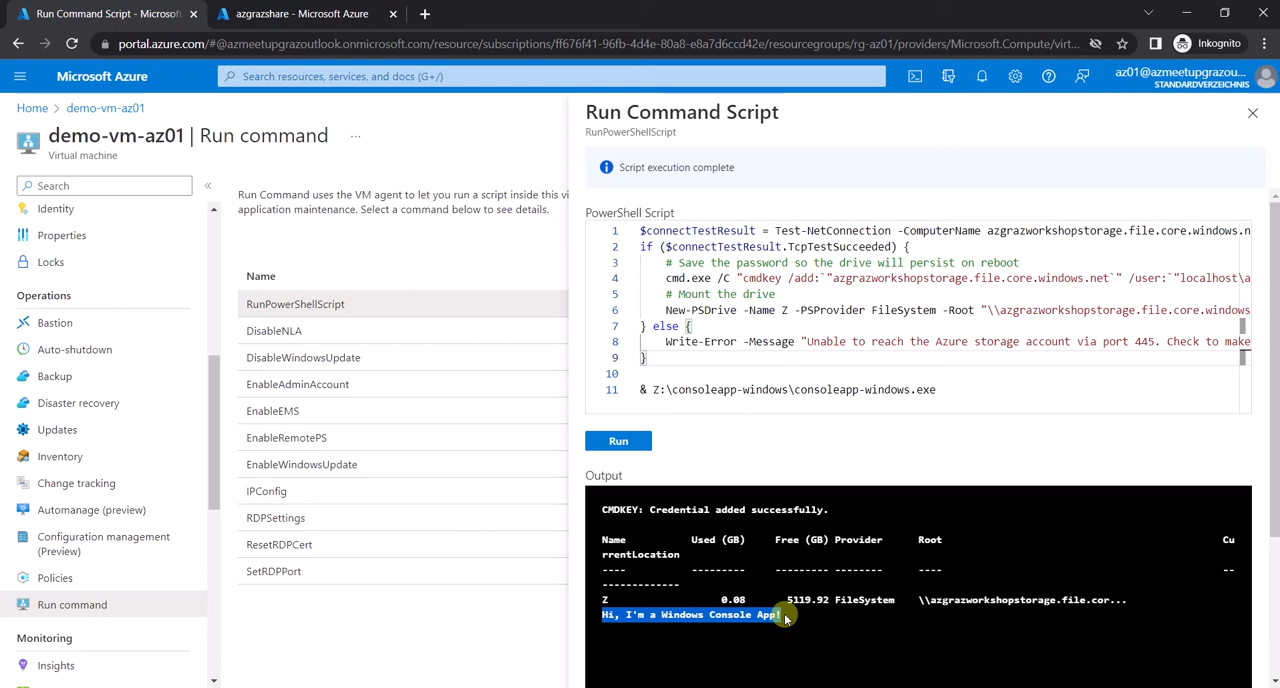 Run Command Script - Microsoft
azgrazshare - Microsoft Azure
portal.azure.com/#@azmeetupgrazoutlook.onmicrosoft.com/resource/subscriptions/ff676f41-96fb-4d4e-80a8-e8a7d6ccd42e/resourcegroups/rg-az01/providers/Microsoft.Compute/virt...
Inkognito
Microsoft Azure
Search resources, services, and docs (G+/)
az01@azmeetupgrazou...
STANDARDVERZEICHNIS
Home > demo-vm-az01
demo-vm-az01 | Run command ...
Virtual machine
Search
Identity
Properties
Locks
Operations
Bastion
Auto-shutdown
Backup
Disaster recovery
Updates
Inventory
Change tracking
Automanage (preview)
Configuration management
(Preview)
Policies
Run command
Monitoring
Insights
Run Command uses the VM agent to let you run a script inside this vi
application maintenance. Select a command below to see details.
Name
RunPowerShellScript
DisableNLA
DisableWindowsUpdate
EnableAdminAccount
EnableEMS
EnableRemotePS
EnableWindowsUpdate
IPConfig
RDPSettings
ResetRDPCert
SetRDPPort
Run Command Script
RunPowerShellScript
Script execution complete
PowerShell Script
1 $connectTestResult = Test-NetConnection -ComputerName azgrazworkshopstorage.file.core.windows.n
2 if ($connectTestResult.TcpTestSucceeded) {
3 # Save the password so the drive will persist on reboot
4 cmd.exe /C "cmdkey /add:`"azgrazworkshopstorage.file.core.windows.net`" /user:`"localhost\a
5 # Mount the drive
6 New-PSDrive -Name Z -PSProvider FileSystem -Root "\\azgrazworkshopstorage.file.core.windows
7 } else {
8 Write-Error -Message "Unable to reach the Azure storage account via port 445. Check to make
9 }
10
11 & Z:\consoleapp-windows\consoleapp-windows.exe
Run
Output
CMDKEY: Credential added successfully.
Name Used (GB) Free (GB) Provider Root Cu
rrentLocation
---- --------- --------- -------- ---- --
-------------
Z 0.08 5119.92 FileSystem \\azgrazworkshopstorage.file.cor...
Hi, I'm a Windows Console App!